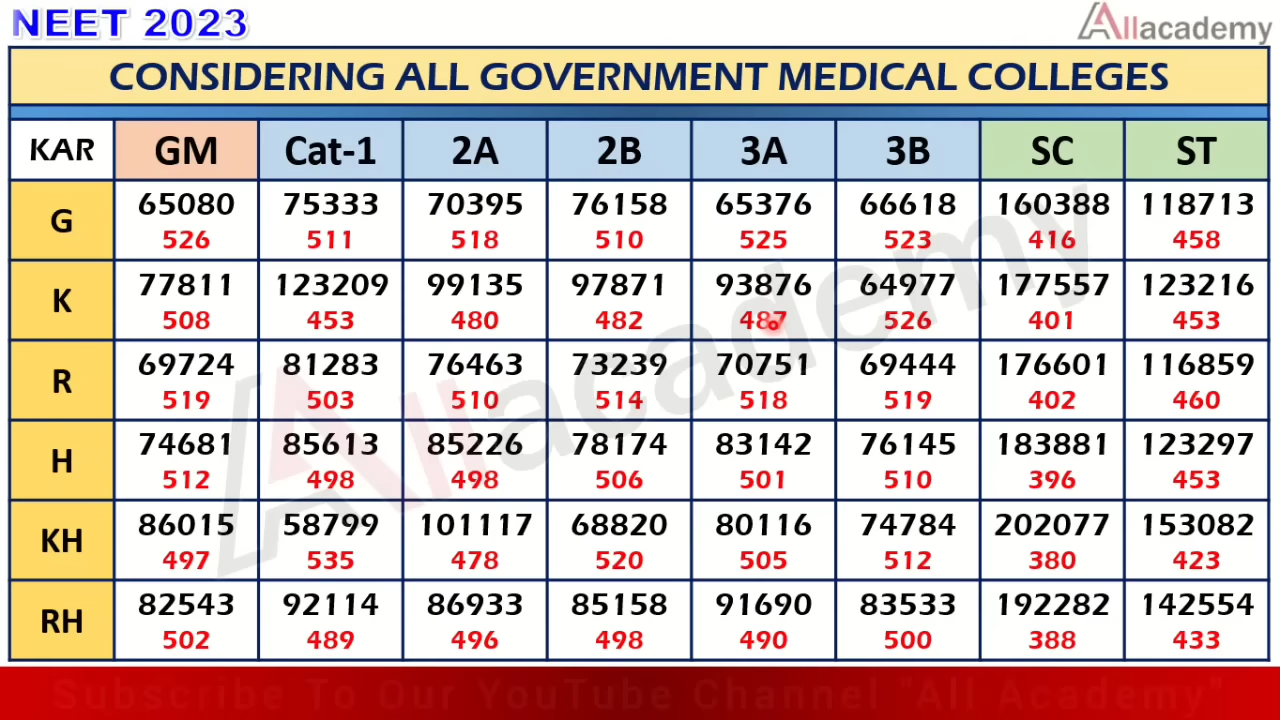 NEET 2023
Allacademy
CONSIDERING ALL GOVERNMENT MEDICAL COLLEGES
KAR GM Cat-1 2A 2B 3A 3B SC ST
G 65080 75333 70395 76158 65376 66618 160388 118713
526 511 518 510 525 523 416 458
K 77811 123209 99135 97871 93876 64977 177557 123216
508 453 480 482 487 526 401 453
R 69724 81283 76463 73239 70751 69444 176601 116859
519 503 510 514 518 519 402 460
H 74681 85613 85226 78174 83142 76145 183881 123297
512 498 498 506 501 510 396 453
KH 86015 58799 101117 68820 80116 74784 202077 153082
497 535 478 520 505 512 380 423
RH 82543 92114 86933 85158 91690 83533 192282 142554
502 489 496 498 490 500 388 433
Allacademy
Subscribe To Our YouTube Channel "All Academy"